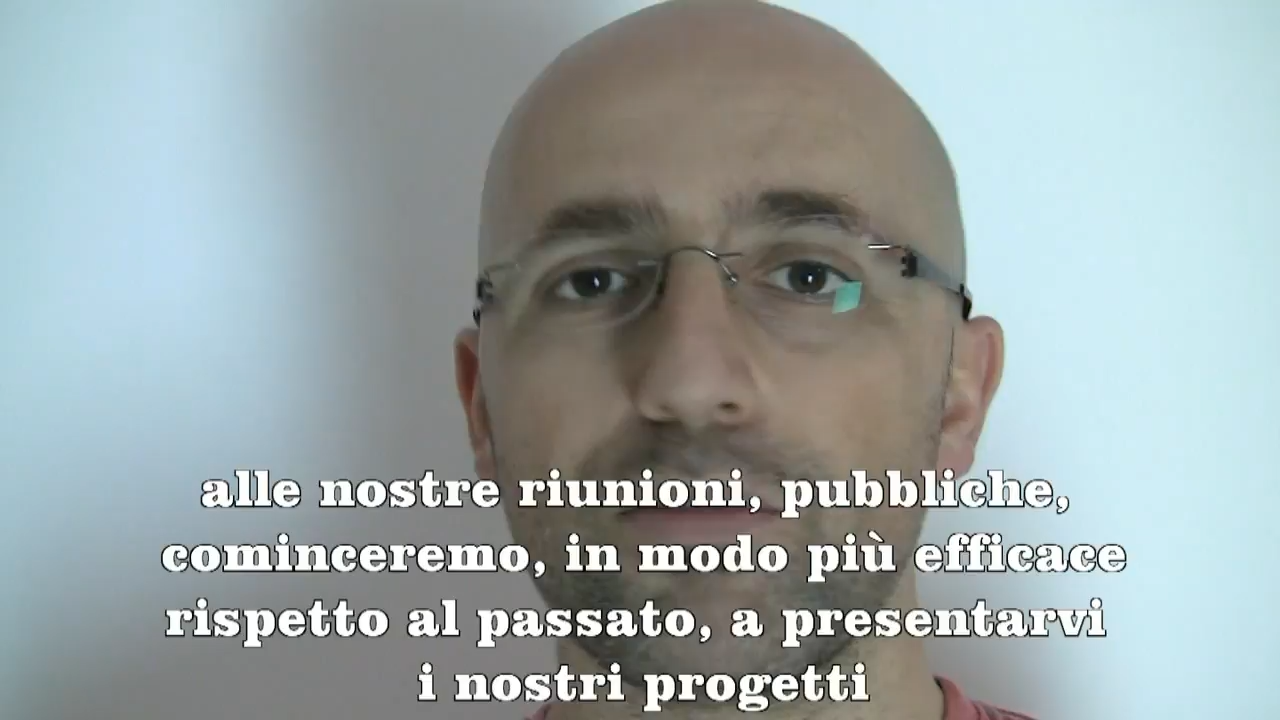 alle nostre riunioni, pubbliche,
cominceremo, in modo più efficace
rispetto al passato, a presentarvi
i nostri progetti